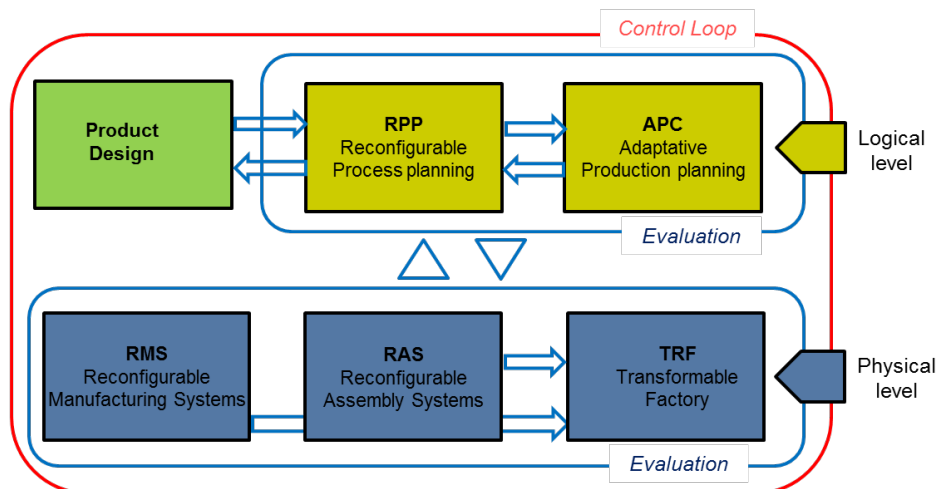 Control Loop
Product
Design
RPP
Reconfigurable
Process planning
APC
Adaptative
Production planning
Logical
level
Evaluation
RMS
Reconfigurable
Manufacturing Systems
RAS
Reconfigurable
Assembly Systems
TRF
Transformable
Factory
Physical
level
Evaluation